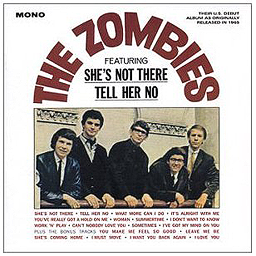 MONO
THEIR U.S. DEBUT
ALBUM AS ORIGINALLY
RELEASED IN 1965
THE ZOMBIES
FEATURING
SHE'S NOT THERE
TELL HER NO
SHE'S NOT THERE • TELL HER NO • WHAT MORE CAN I DO • IT'S ALRIGHT WITH ME
YOU'VE REALLY GOT A HOLD ON ME • WOMAN • SUMMERTIME • I DON'T WANT TO KNOW
WORK 'N' PLAY • CAN'T NOBODY LOVE YOU • SOMETIMES • I'VE GOT MY MIND ON YOU
PLUS THE BONUS TRACKS YOU MAKE ME FEEL SO GOOD • LEAVE ME BE
SHE'S COMING HOME • I MUST MOVE • I WANT YOU BACK AGAIN • I LOVE YOU